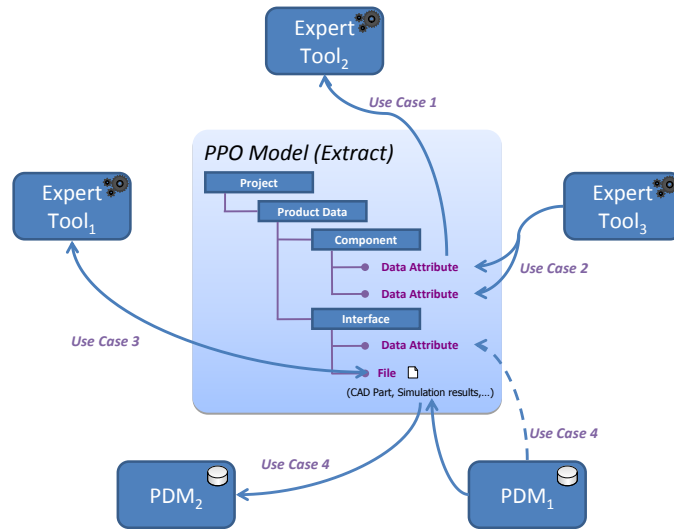 Expert
Tool₂
Use Case 1
PPO Model (Extract)
Project
Expert
Tool₁
Expert
Tool₃
Product Data
Component
Data Attribute
Use Case 2
Data Attribute
Interface
Use Case 3
Data Attribute
File
(CAD Part, Simulation results,...)
Use Case 4
Use Case 4
PDM₂
PDM₁